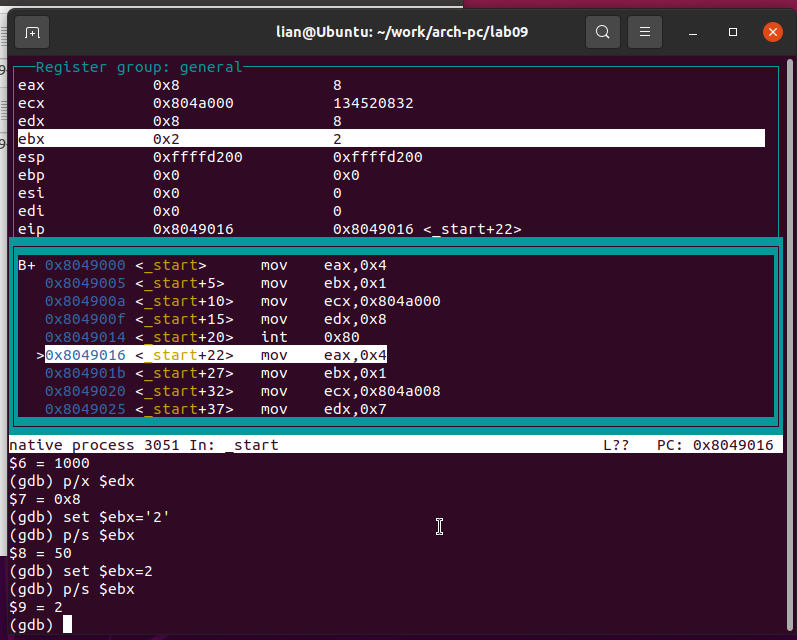 lian@Ubuntu: ~/work/arch-pc/lab09
Register group: general
eax 0x8 8
ecx 0x804a000 134520832
edx 0x8 8
ebx 0x2 2
esp 0xffffd200 0xffffd200
ebp 0x0 0x0
esi 0x0 0
edi 0x0 0
eip 0x8049016 0x8049016 <_start+22>
B+ 0x8049000 <_start> mov eax,0x4
0x8049005 <_start+5> mov ebx,0x1
0x804900a <_start+10> mov ecx,0x804a000
0x804900f <_start+15> mov edx,0x8
0x8049014 <_start+20> int 0x80
>0x8049016 <_start+22> mov eax,0x4
0x804901b <_start+27> mov ebx,0x1
0x8049020 <_start+32> mov ecx,0x804a008
0x8049025 <_start+37> mov edx,0x7
native process 3051 In: _start L?? PC: 0x8049016
$6 = 1000
(gdb) p/x $edx
$7 = 0x8
(gdb) set $ebx='2'
(gdb) p/s $ebx
$8 = 50
(gdb) set $ebx=2
(gdb) p/s $ebx
$9 = 2
(gdb)